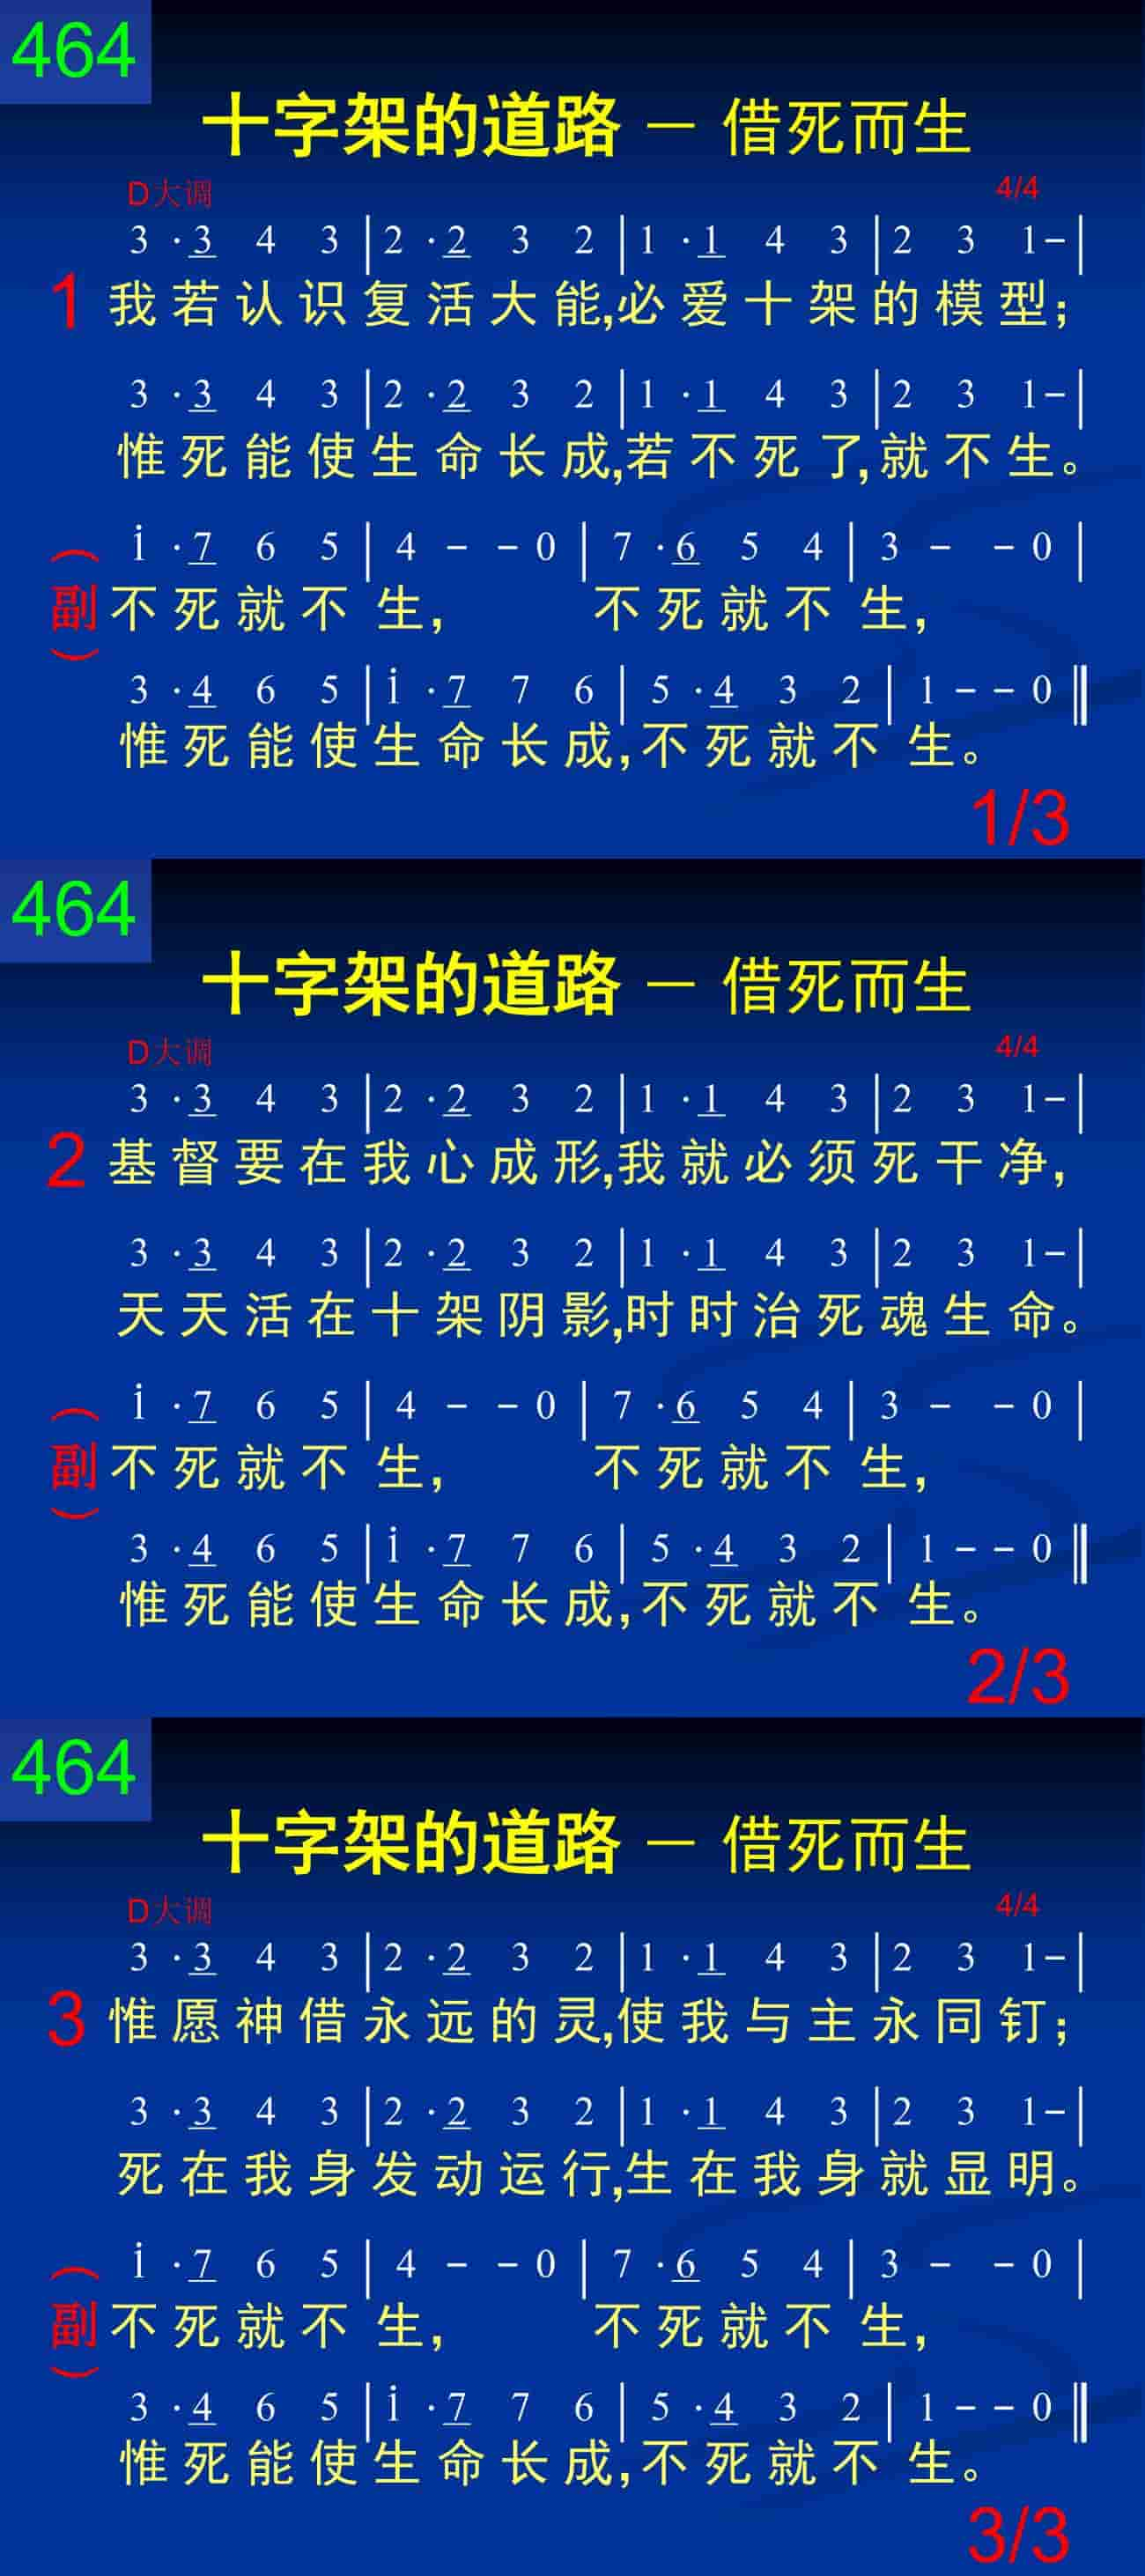 464
十字架的道路 — 借死而生
D大调 4/4
3 ·3 4 3 | 2 ·2 3 2 | 1 ·1 4 3 | 2 3 1- |
1 我若认识复活大能,必爱十架的模型;
3 ·3 4 3 | 2 ·2 3 2 | 1 ·1 4 3 | 2 3 1- |
惟死能使生命长成,若不死了,就不生。
i ·7 6 5 | 4 - - 0 | 7 ·6 5 4 | 3 - - 0 |
(副) 不死就不生, 不死就不生,
3 ·4 6 5 | i ·7 7 6 | 5 ·4 3 2 | 1 - - 0 ‖
惟死能使生命长成,不死就不生。
1/3
464
十字架的道路 — 借死而生
D大调 4/4
3 ·3 4 3 | 2 ·2 3 2 | 1 ·1 4 3 | 2 3 1- |
2 基督要在我心成形,我就必须死干净,
3 ·3 4 3 | 2 ·2 3 2 | 1 ·1 4 3 | 2 3 1- |
天天活在十架阴影,时时治死魂生命。
i ·7 6 5 | 4 - - 0 | 7 ·6 5 4 | 3 - - 0 |
(副) 不死就不生, 不死就不生,
3 ·4 6 5 | i ·7 7 6 | 5 ·4 3 2 | 1 - - 0 ‖
惟死能使生命长成,不死就不生。
2/3
464
十字架的道路 — 借死而生
D大调 4/4
3 ·3 4 3 | 2 ·2 3 2 | 1 ·1 4 3 | 2 3 1- |
3 惟愿神借永远的灵,使我与主永同钉;
3 ·3 4 3 | 2 ·2 3 2 | 1 ·1 4 3 | 2 3 1- |
死在我身发动运行,生在我身就显明。
i ·7 6 5 | 4 - - 0 | 7 ·6 5 4 | 3 - - 0 |
(副) 不死就不生, 不死就不生,
3 ·4 6 5 | i ·7 7 6 | 5 ·4 3 2 | 1 - - 0 ‖
惟死能使生命长成,不死就不生。
3/3